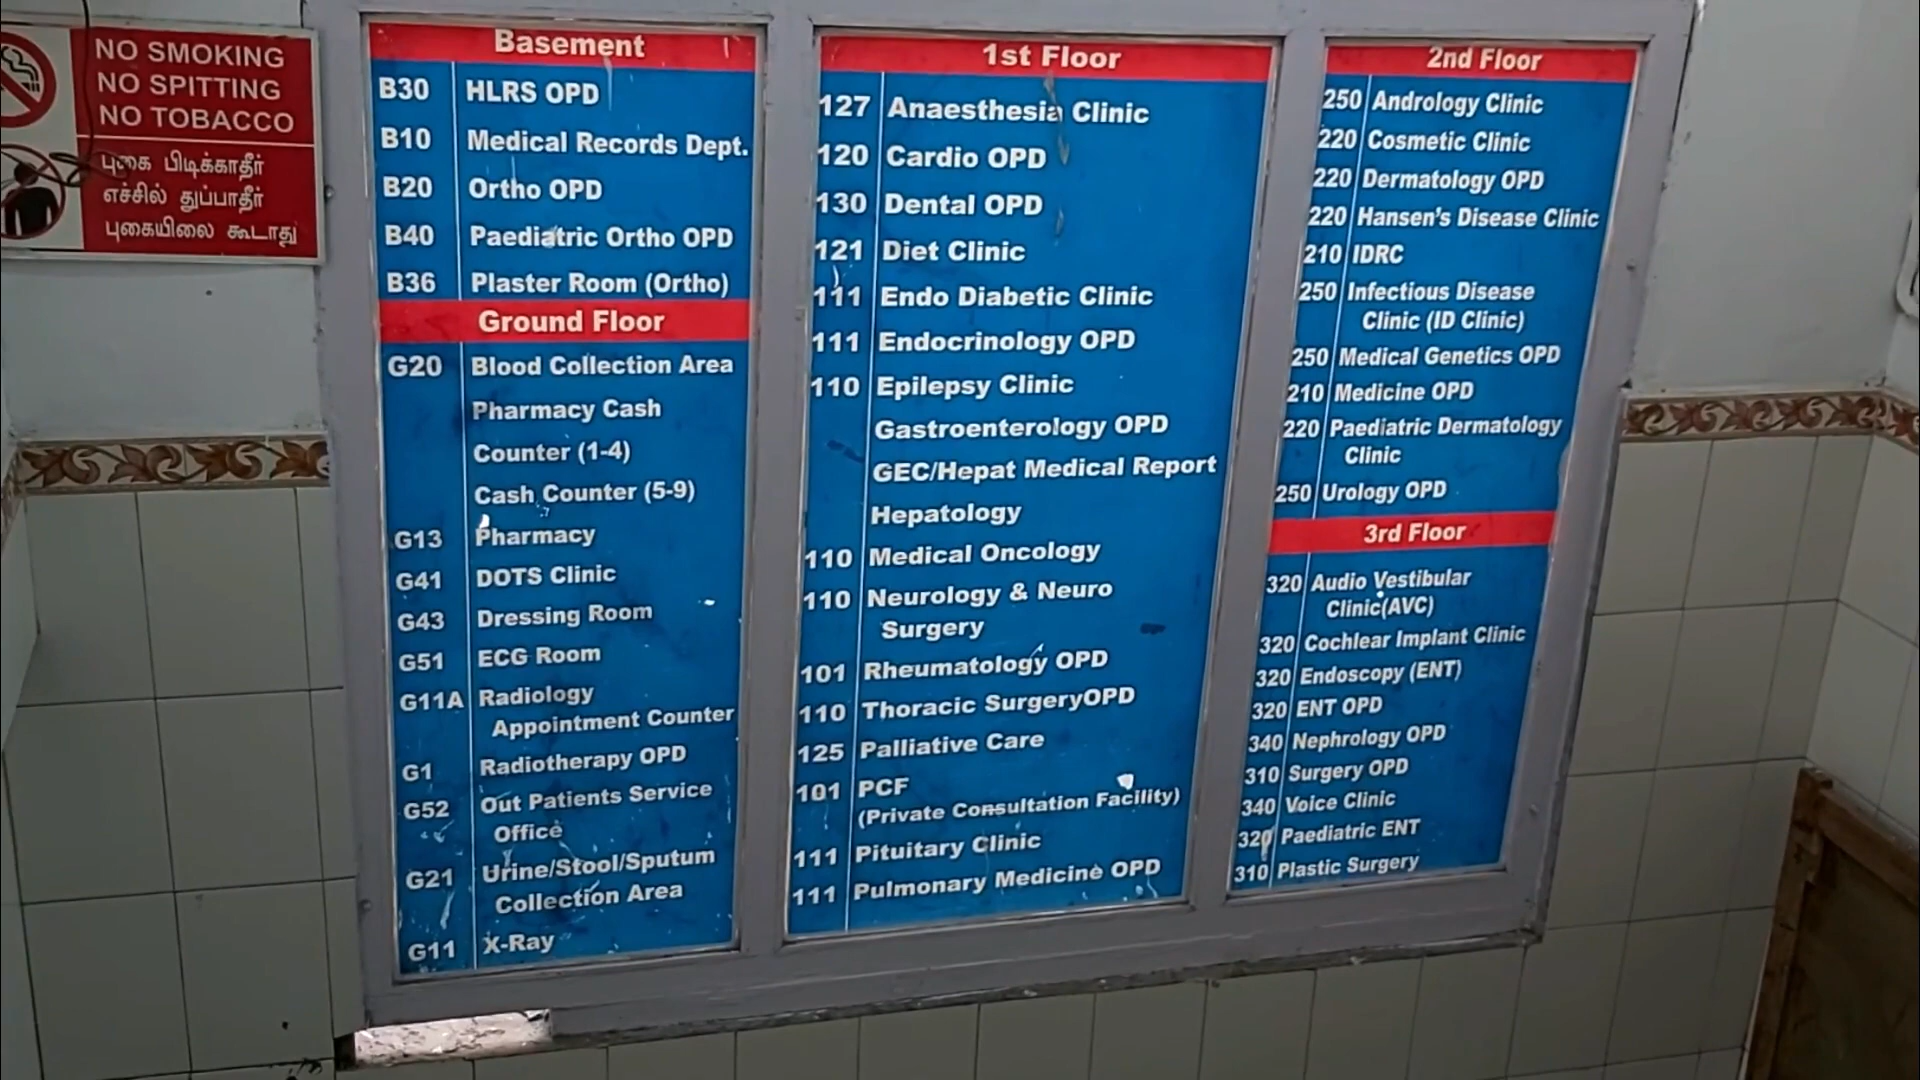 NO SMOKING
NO SPITTING
NO TOBACCO
புகை பிடிக்காதீர்
எச்சில் துப்பாதீர்
புகையிலை கூடாது
Basement
B30 HLRS OPD
B10 Medical Records Dept.
B20 Ortho OPD
B40 Paediatric Ortho OPD
B36 Plaster Room (Ortho)
Ground Floor
G20 Blood Collection Area
Pharmacy Cash
Counter (1-4)
Cash Counter (5-9)
G13 Pharmacy
G41 DOTS Clinic
G43 Dressing Room
G51 ECG Room
G11A Radiology
Appointment Counter
G1 Radiotherapy OPD
G52 Out Patients Service
Office
G21 Urine/Stool/Sputum
Collection Area
G11 X-Ray
1st Floor
127 Anaesthesia Clinic
120 Cardio OPD
130 Dental OPD
121 Diet Clinic
111 Endo Diabetic Clinic
111 Endocrinology OPD
110 Epilepsy Clinic
Gastroenterology OPD
GEC/Hepat Medical Report
Hepatology
110 Medical Oncology
110 Neurology & Neuro
Surgery
101 Rheumatology OPD
110 Thoracic SurgeryOPD
125 Palliative Care
101 PCF
(Private Consultation Facility)
111 Pituitary Clinic
111 Pulmonary Medicine OPD
2nd Floor
250 Andrology Clinic
220 Cosmetic Clinic
220 Dermatology OPD
220 Hansen's Disease Clinic
210 IDRC
250 Infectious Disease
Clinic (ID Clinic)
250 Medical Genetics OPD
210 Medicine OPD
220 Paediatric Dermatology
Clinic
250 Urology OPD
3rd Floor
320 Audio Vestibular
Clinic(AVC)
320 Cochlear Implant Clinic
320 Endoscopy (ENT)
320 ENT OPD
340 Nephrology OPD
310 Surgery OPD
340 Voice Clinic
320 Paediatric ENT
310 Plastic Surgery